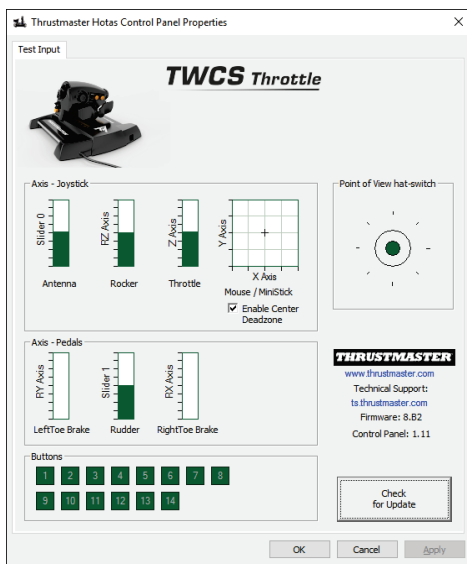 Thrustmaster Hotas Control Panel Properties
Test Input
TWCS Throttle
Axis - Joystick
Slider 0
RZ Axis
Z Axis
Y Axis
X Axis
Antenna
Rocker
Throttle
Mouse / MiniStick
Enable Center
Deadzone
Point of View hat-switch
Axis - Pedals
RY Axis
Slider 1
RX Axis
LeftToe Brake
Rudder
RightToe Brake
THRUSTMASTER
www.thrustmaster.com
Technical Support:
ts.thrustmaster.com
Firmware: 8.B2
Control Panel: 1.11
Buttons
1 2 3 4 5 6 7 8
9 10 11 12 13 14
Check
for Update
OK Cancel Apply